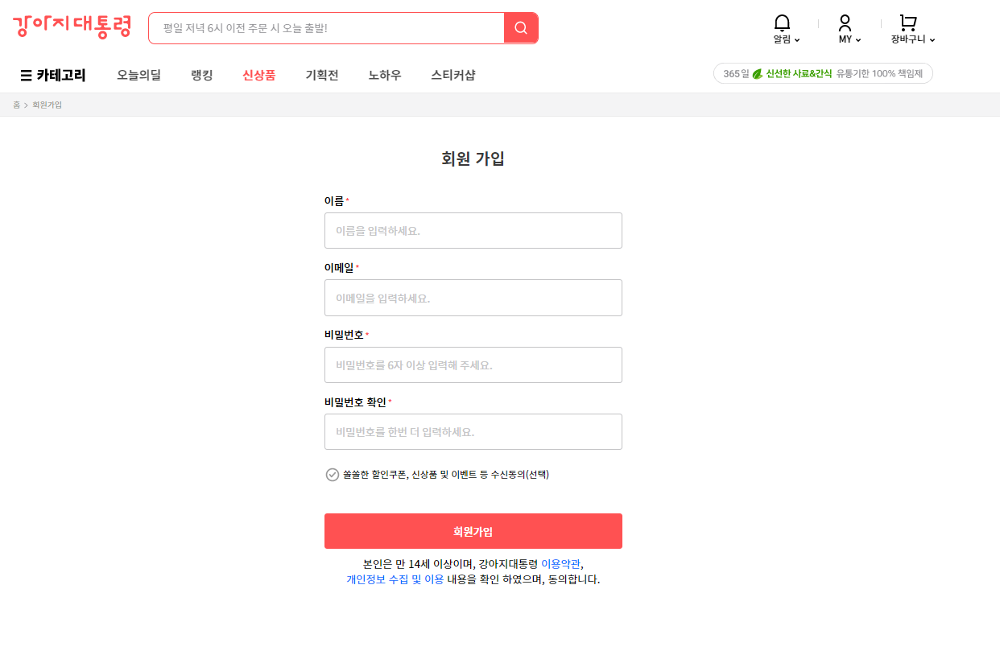 강아지대통령
평일 저녁 6시 이전 주문 시 오늘 출발!
알림 MY 장바구니
카테고리 오늘의딜 랭킹 신상품 기획전 노하우 스티커샵
365일 신선한 사료&간식 유통기한 100% 책임제
홈 > 회원가입
회원 가입
이름 *
이름을 입력하세요.
이메일 *
이메일을 입력하세요.
비밀번호 *
비밀번호를 6자 이상 입력해 주세요.
비밀번호 확인 *
비밀번호를 한번 더 입력하세요.
쏠쏠한 할인쿠폰, 신상품 및 이벤트 등 수신동의(선택)
회원가입
본인은 만 14세 이상이며, 강아지대통령 이용약관,
개인정보 수집 및 이용 내용을 확인 하였으며, 동의합니다.